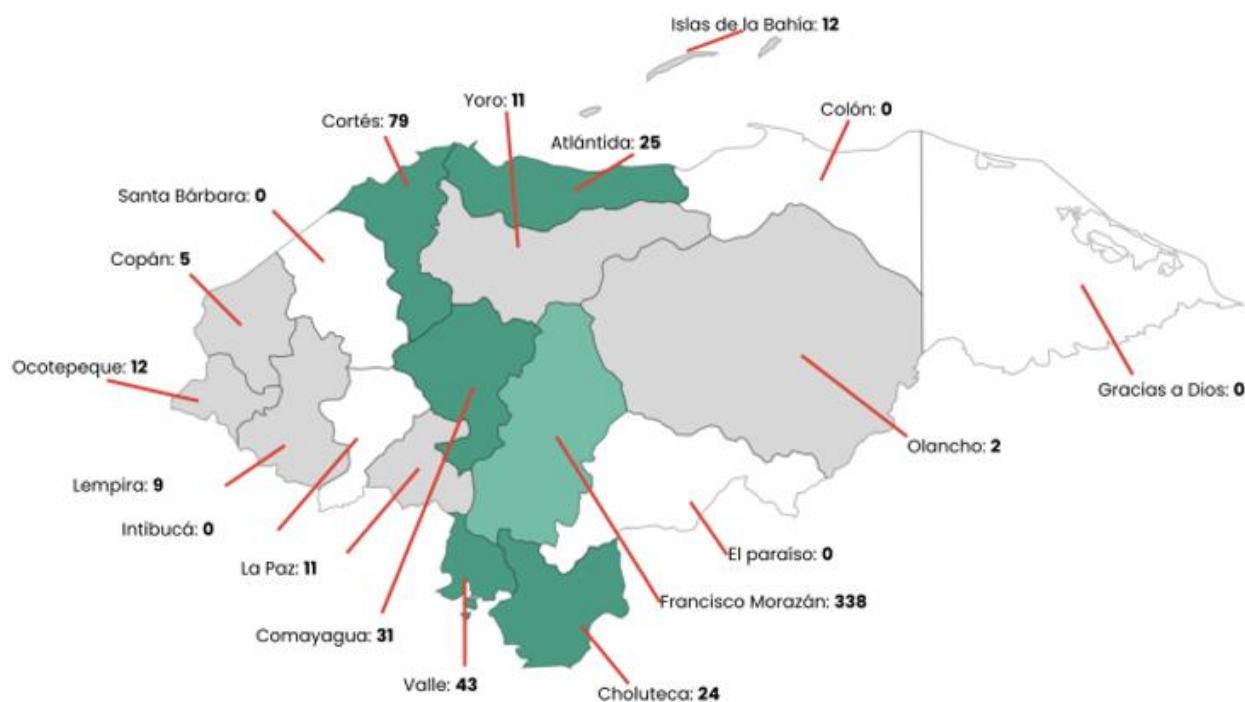 Islas de la Bahía: 12
Yoro: 11
Colón: 0
Cortés: 79
Atlántida: 25
Santa Bárbara: 0
Copán: 5
Ocotepeque: 12
Gracias a Dios: 0
Olancho: 2
Lempira: 9
Intibucá: 0
El paraíso: 0
La Paz: 11
Francisco Morazán: 338
Comayagua: 31
Valle: 43
Choluteca: 24